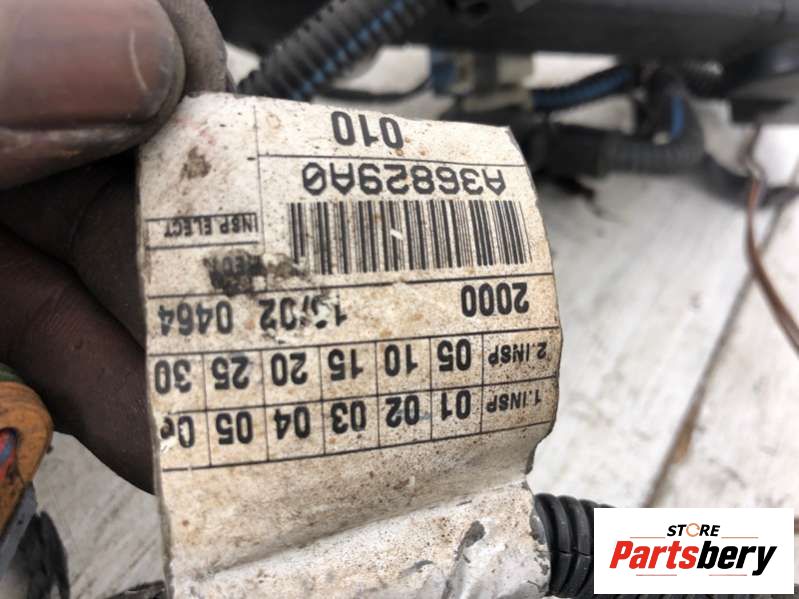 1.INSP 01 02 03 04 05
2.INSP 05 10 15 20 25 30
2000 0464
INSP.ELECT
A36829A0
010
STORE
Partsbery